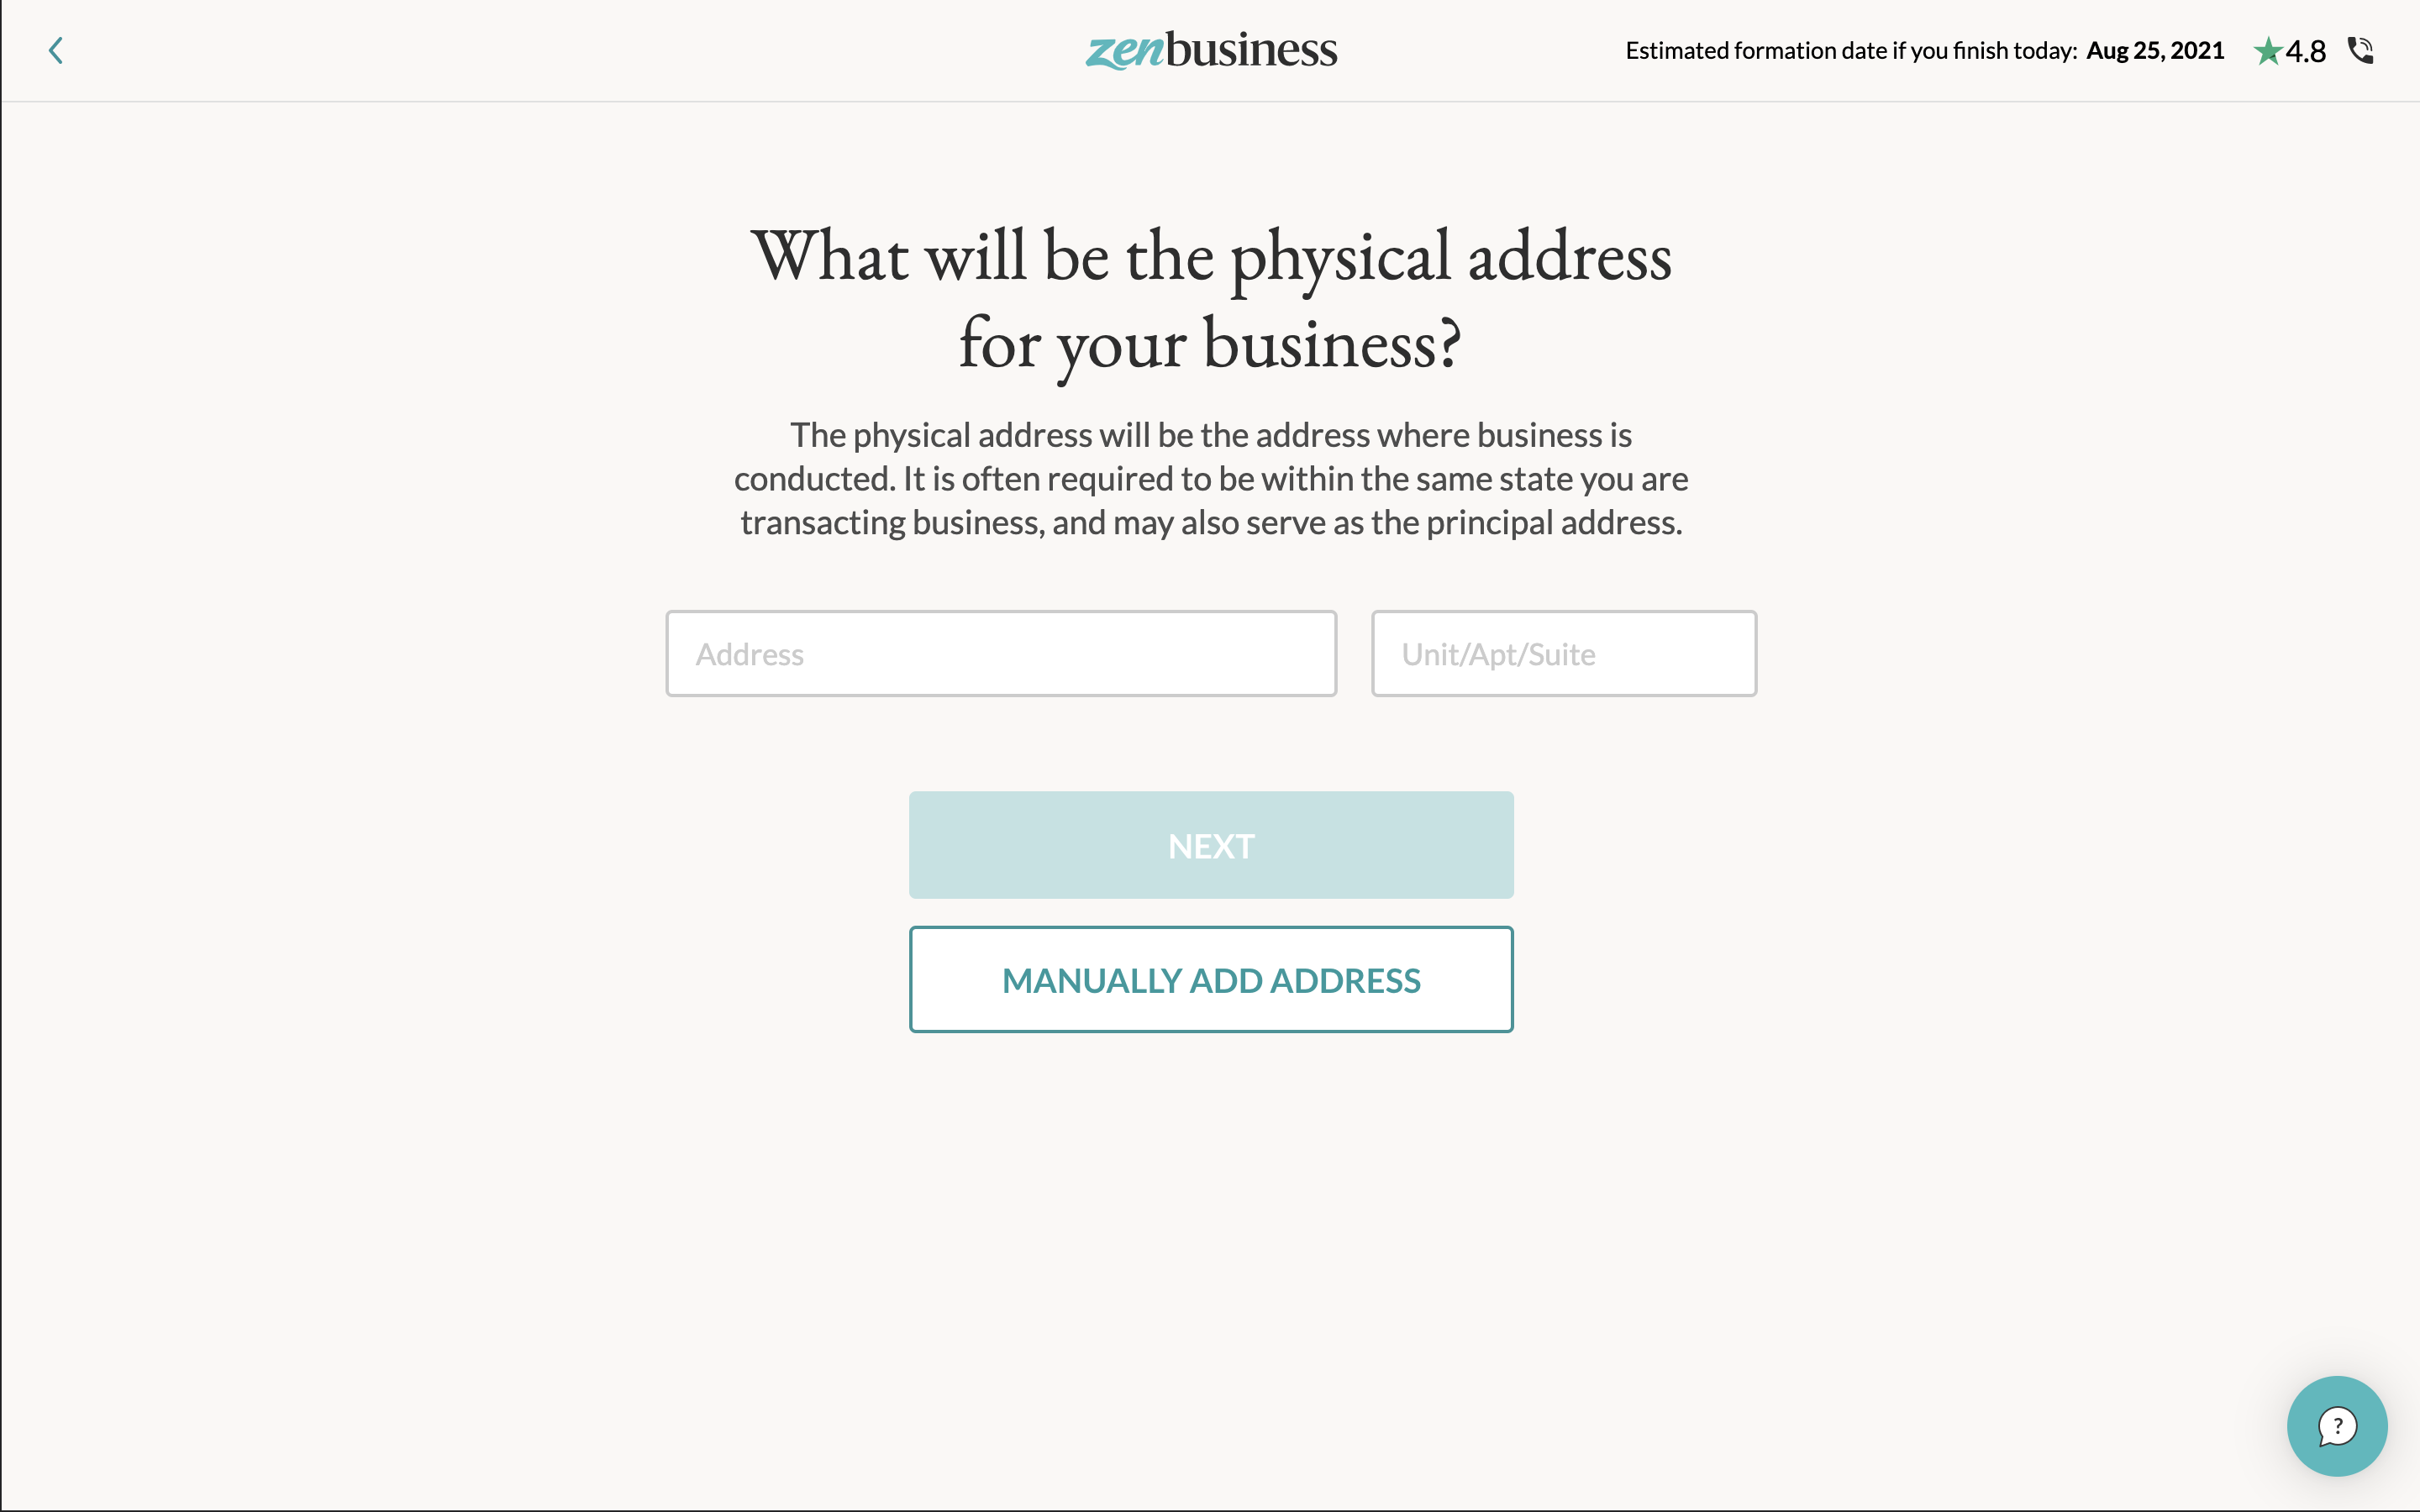 zenbusiness
Estimated formation date if you finish today: Aug 25, 2021
4.8
What will be the physical address
for your business?
The physical address will be the address where business is
conducted. It is often required to be within the same state you are
transacting business, and may also serve as the principal address.
Address
Unit/Apt/Suite
NEXT
MANUALLY ADD ADDRESS
?